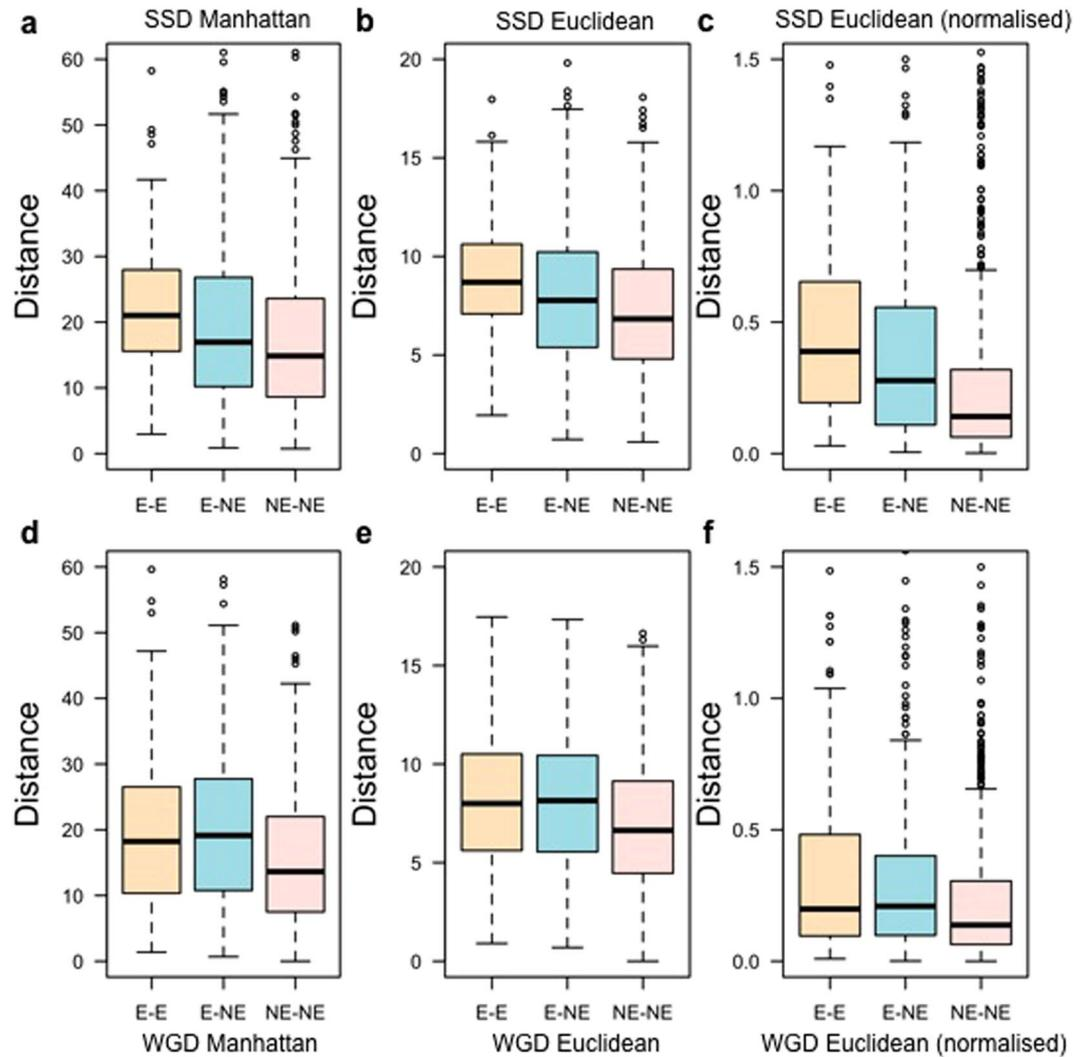 a SSD Manhattan
Distance
60
50
40
30
20
10
0
E-E E-NE NE-NE
b SSD Euclidean
Distance
20
15
10
5
0
E-E E-NE NE-NE
c SSD Euclidean (normalised)
Distance
1.5
1.0
0.5
0.0
E-E E-NE NE-NE
d
Distance
60
50
40
30
20
10
0
E-E E-NE NE-NE
WGD Manhattan
e
Distance
20
15
10
5
0
E-E E-NE NE-NE
WGD Euclidean
f
Distance
1.5
1.0
0.5
0.0
E-E E-NE NE-NE
WGD Euclidean (normalised)